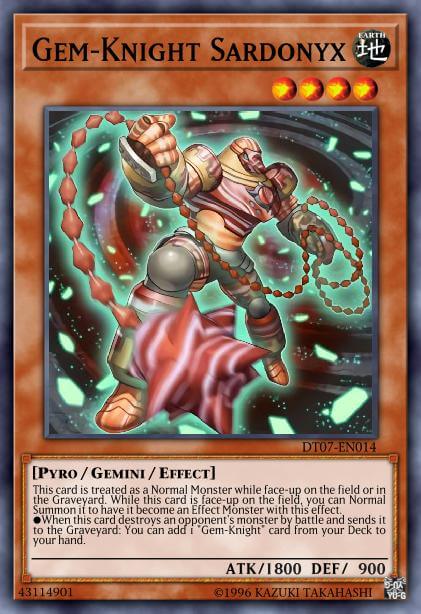 GEM-KNIGHT SARDONYX
EARTH
地
DT07-EN014
[PYRO / GEMINI / EFFECT]
This card is treated as a Normal Monster while face-up on the field or in
the Graveyard. While this card is face-up on the field, you can Normal
Summon it to have it become an Effect Monster with this effect.
●When this card destroys an opponent's monster by battle and sends it
to the Graveyard: You can add 1 "Gem-Knight" card from your Deck to
your hand.
ATK/1800 DEF/ 900
43114901
©1996 KAZUKI TAKAHASHI